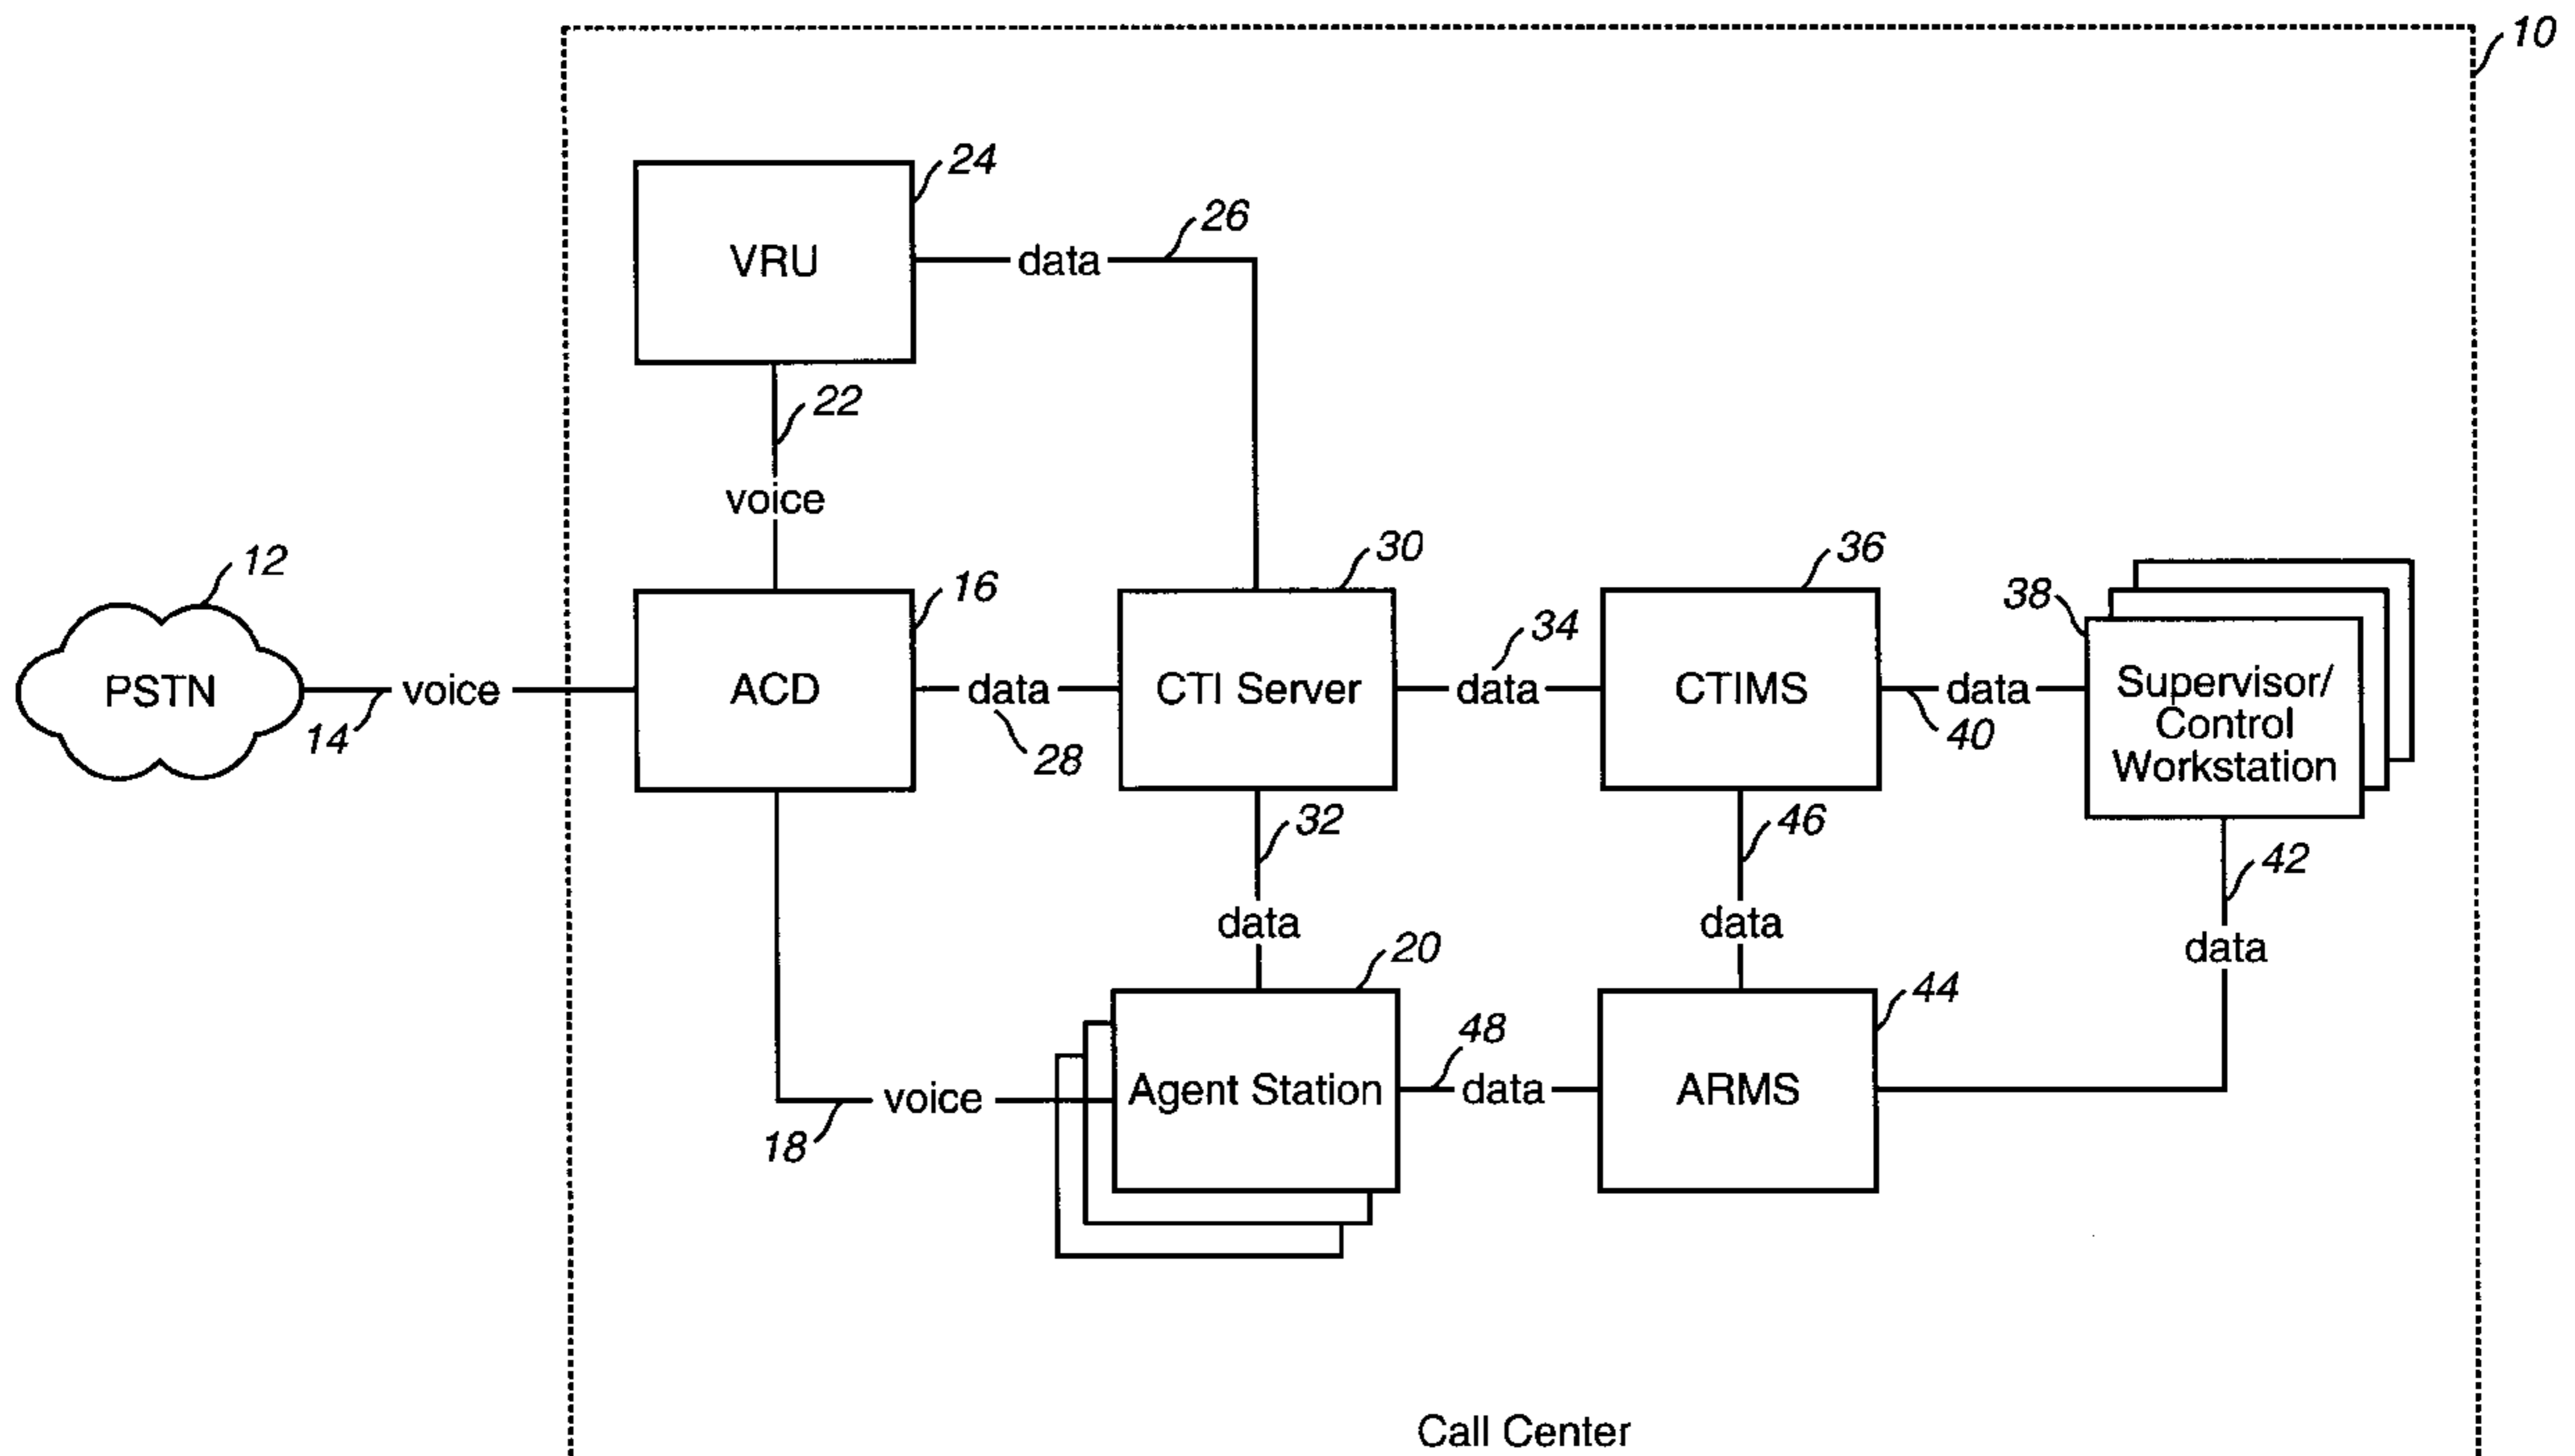 10
24
VRU
data
26
22
voice
12
PSTN
14
voice
16
ACD
data
28
30
CTI Server
34
data
36
CTIMS
40
data
38
Supervisor/
Control
Workstation
32
data
46
data
42
data
20
Agent Station
18
voice
48
data
44
ARMS
Call Center